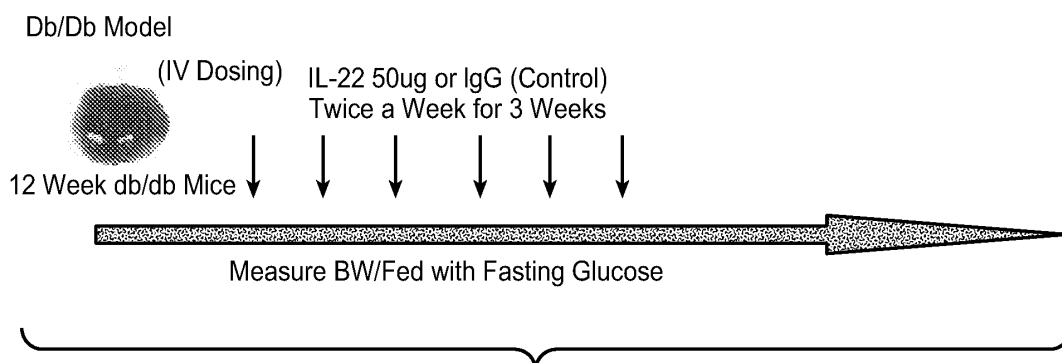 Db/Db Model
(IV Dosing)
IL-22 50ug or IgG (Control)
Twice a Week for 3 Weeks
12 Week db/db Mice
Measure BW/Fed with Fasting Glucose